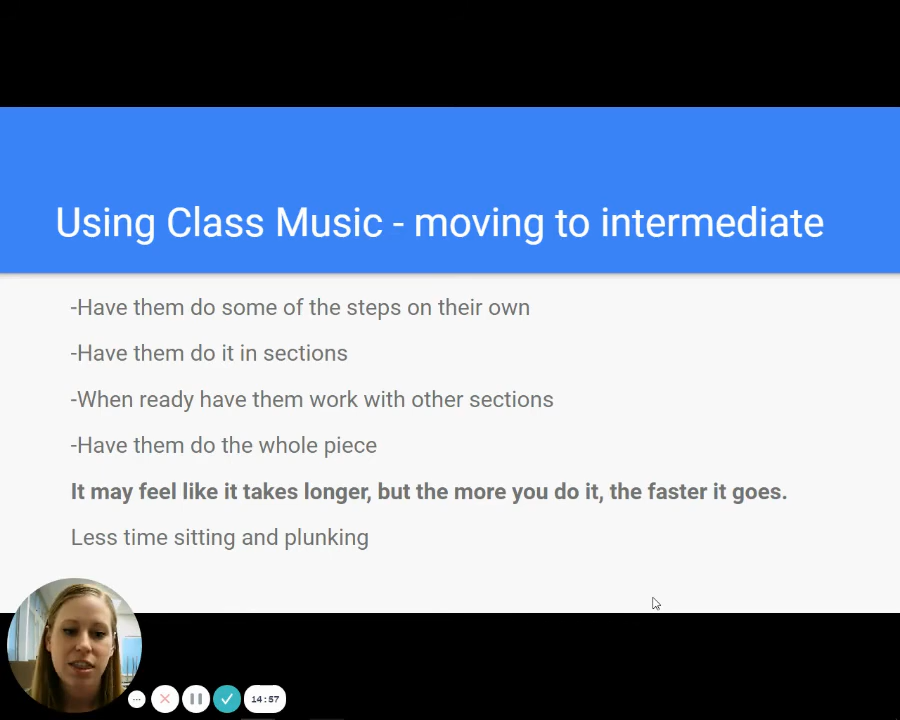 Using Class Music - moving to intermediate
-Have them do some of the steps on their own
-Have them do it in sections
-When ready have them work with other sections
-Have them do the whole piece
It may feel like it takes longer, but the more you do it, the faster it goes.
Less time sitting and plunking
14:57